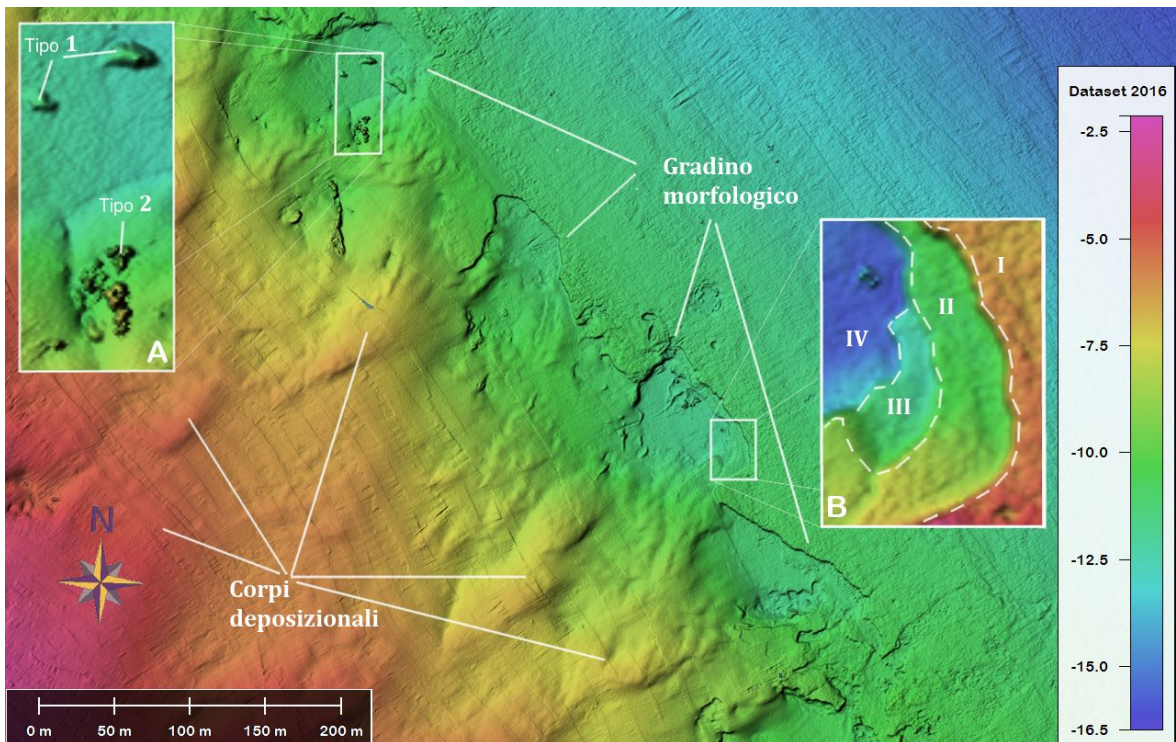 Tipo 1
Tipo 2
A
Gradino
morfologico
I
II
III
IV
B
N
Corpi
deposizionali
0 m 50 m 100 m 150 m 200 m
Dataset 2016
-2.5
-5.0
-7.5
-10.0
-12.5
-15.0
-16.5